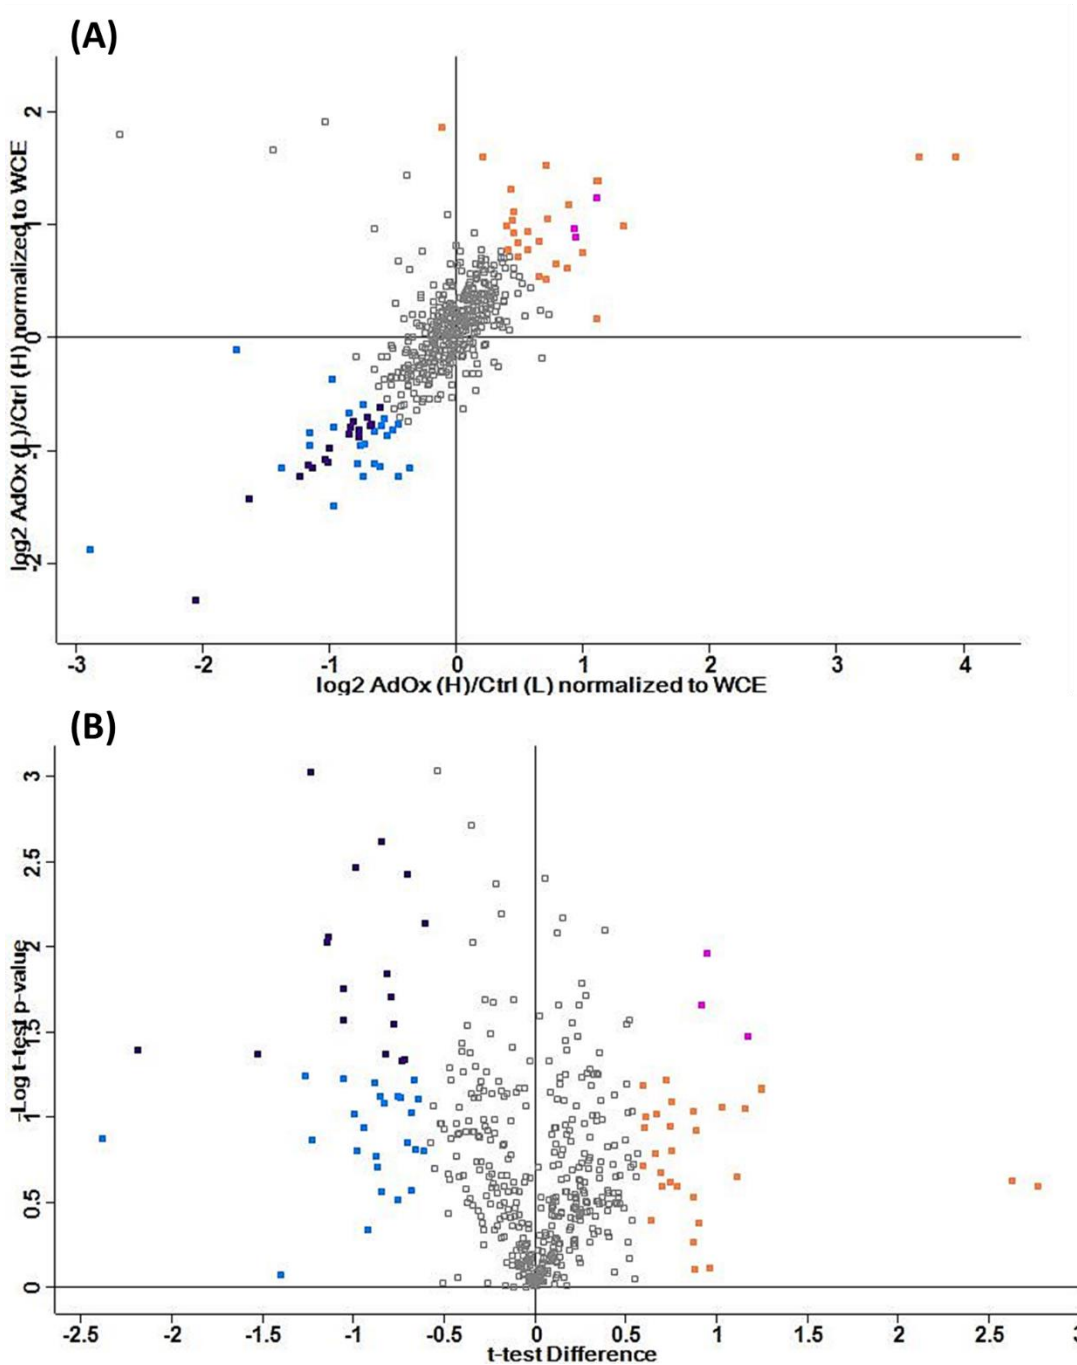 (A)
2
1
0
-1
-2
log2 AdOx (L)/Ctrl (H) normalized to WCE
-3 -2 -1 0 1 2 3 4
log2 AdOx (H)/Ctrl (L) normalized to WCE
(B)
3
2.5
2
1.5
1
0.5
0
-Log t-test p-value
-2.5 -2 -1.5 -1 -0.5 0 0.5 1 1.5 2 2.5 3
t-test Difference